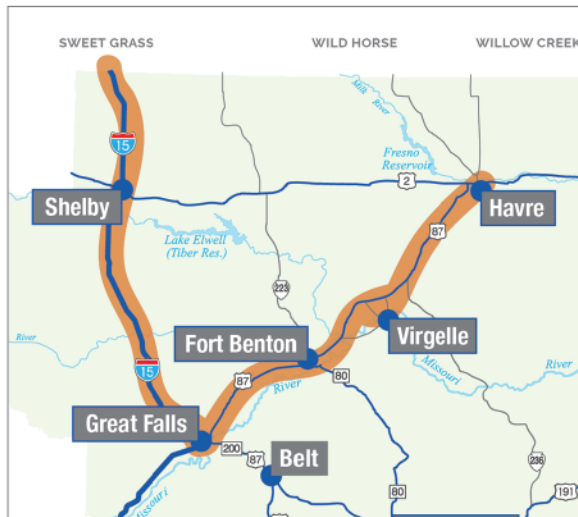 SWEET GRASS
WILD HORSE
WILLOW CREEK
Milk
River
Fresno
Reservoir
15
2
Shelby
Havre
87
Lake Elwell
(Tiber Res.)
223
River
Fort Benton
Virgelle
Missouri
River
15
87
River
80
Great Falls
200
87
Belt
236
80
191
Missouri